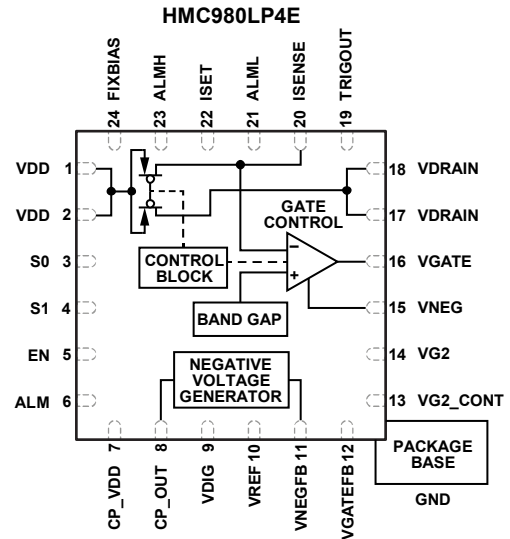 HMC980LP4E
24 FIXBIAS
23 ALMH
22 ISET
21 ALML
20 ISENSE
19 TRIGOUT
VDD 1
VDD 2
S0 3
S1 4
EN 5
ALM 6
18 VDRAIN
17 VDRAIN
16 VGATE
15 VNEG
14 VG2
13 VG2_CONT
GATE
CONTROL
–
+
CONTROL
BLOCK
BAND GAP
NEGATIVE
VOLTAGE
GENERATOR
PACKAGE
BASE
GND
CP_VDD 7
CP_OUT 8
VDIG 9
VREF 10
VNEGFB 11
VGATEFB 12